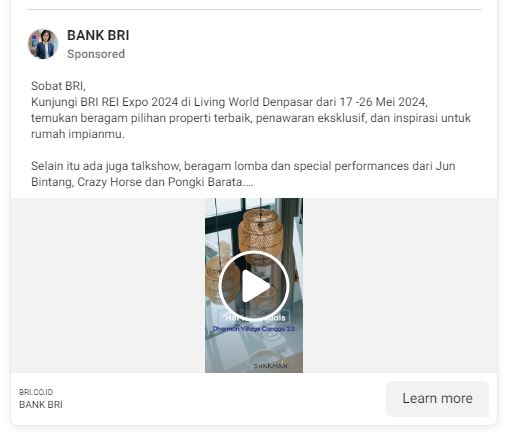 BANK BRI
Sponsored
Sobat BRI,
Kunjungi BRI REI Expo 2024 di Living World Denpasar dari 17 -26 Mei 2024,
temukan beragam pilihan properti terbaik, penawaran eksklusif, dan inspirasi untuk
rumah impianmu.
Selain itu ada juga talkshow, beragam lomba dan special performances dari Jun
Bintang, Crazy Horse dan Pongki Barata....
Dharman Village Canggu 2.0
DHARMAN
BRI.CO.ID
BANK BRI
Learn more